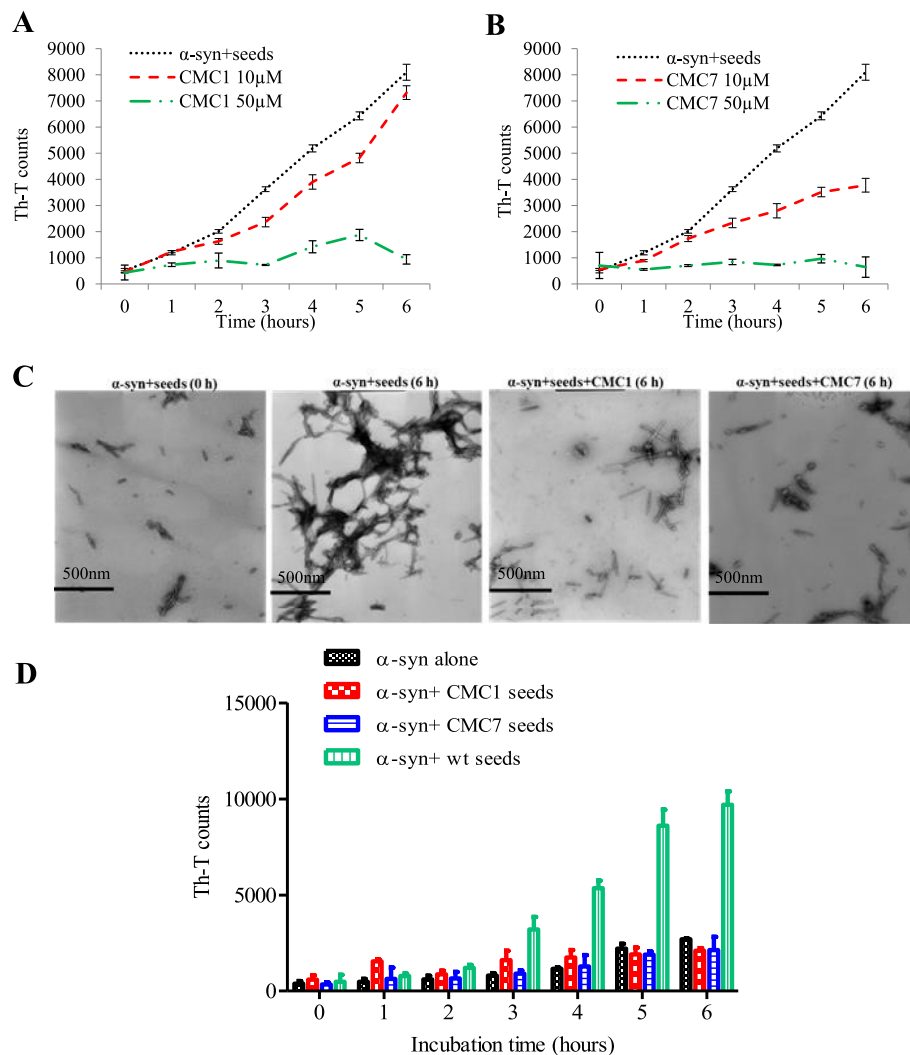 A
9000
8000
7000
6000
5000
4000
3000
2000
1000
0
Th-T counts
α-syn+seeds
CMC1 10µM
CMC1 50µM
0 1 2 3 4 5 6
Time (hours)
B
9000
8000
7000
6000
5000
4000
3000
2000
1000
0
Th-T counts
α-syn+seeds
CMC7 10µM
CMC7 50µM
0 1 2 3 4 5 6
Time (hours)
C
α-syn+seeds (0 h)
α-syn+seeds (6 h)
α-syn+seeds+CMC1 (6 h)
α-syn+seeds+CMC7 (6 h)
500nm
500nm
500nm
500nm
D
α-syn alone
α-syn+ CMC1 seeds
α-syn+ CMC7 seeds
α-syn+ wt seeds
15000
10000
5000
0
Th-T counts
0 1 2 3 4 5 6
Incubation time (hours)